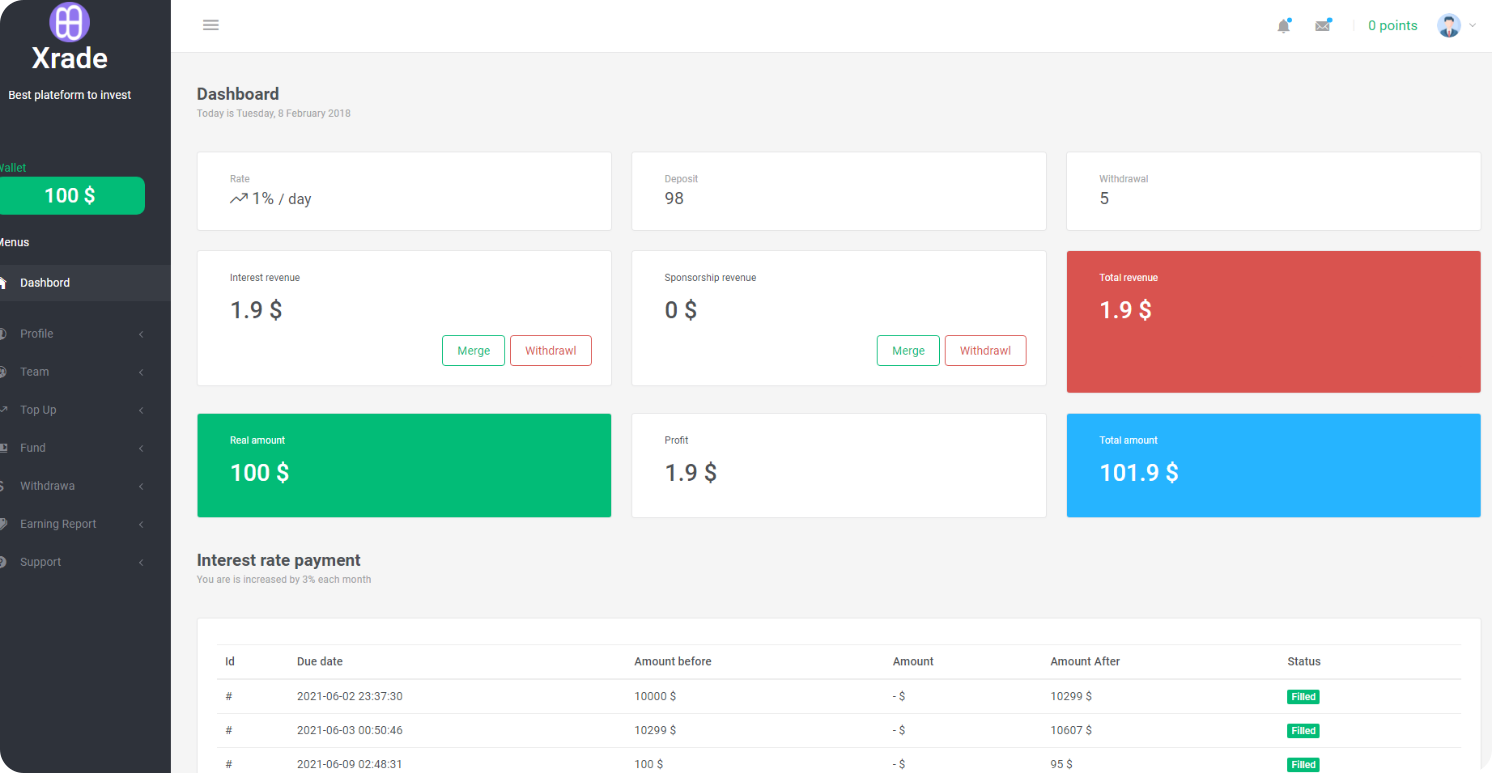 Xrade
Best plateform to invest
Wallet
100 $
Menus
Dashbord
Profile
Team
Top Up
Fund
Withdrawa
Earning Report
Support
0 points
Dashboard
Today is Tuesday, 8 February 2018
Rate
1% / day
Deposit
98
Withdrawal
5
Interest revenue
1.9 $
Merge Withdrawl
Sponsorship revenue
0 $
Merge Withdrawl
Total revenue
1.9 $
Real amount
100 $
Profit
1.9 $
Total amount
101.9 $
Interest rate payment
You are is increased by 3% each month
Id Due date Amount before Amount Amount After Status
# 2021-06-02 23:37:30 10000 $ - $ 10299 $ Filled
# 2021-06-03 00:50:46 10299 $ - $ 10607 $ Filled
# 2021-06-09 02:48:31 100 $ - $ 95 $ Filled